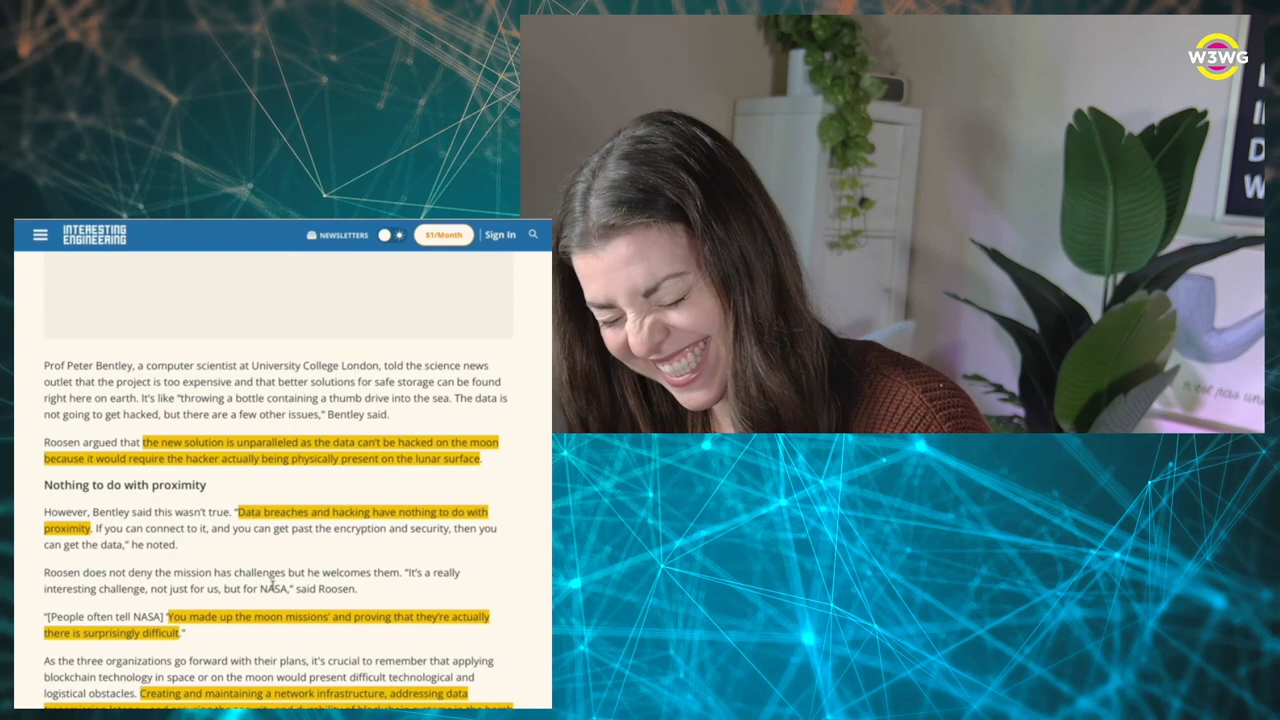 W3WG
INTERESTING
ENGINEERING
NEWSLETTERS
$1/Month
Sign In
Prof Peter Bentley, a computer scientist at University College London, told the science news
outlet that the project is too expensive and that better solutions for safe storage can be found
right here on earth. It's like “throwing a bottle containing a thumb drive into the sea. The data is
not going to get hacked, but there are a few other issues,” Bentley said.
Roosen argued that the new solution is unparalleled as the data can't be hacked on the moon
because it would require the hacker actually being physically present on the lunar surface.
Nothing to do with proximity
However, Bentley said this wasn't true. “Data breaches and hacking have nothing to do with
proximity. If you can connect to it, and you can get past the encryption and security, then you
can get the data,” he noted.
Roosen does not deny the mission has challenges but he welcomes them. “It's a really
interesting challenge, not just for us, but for NASA,” said Roosen.
“[People often tell NASA] ‘You made up the moon missions’ and proving that they're actually
there is surprisingly difficult.”
As the three organizations go forward with their plans, it's crucial to remember that applying
blockchain technology in space or on the moon would present difficult technological and
logistical obstacles. Creating and maintaining a network infrastructure, addressing data